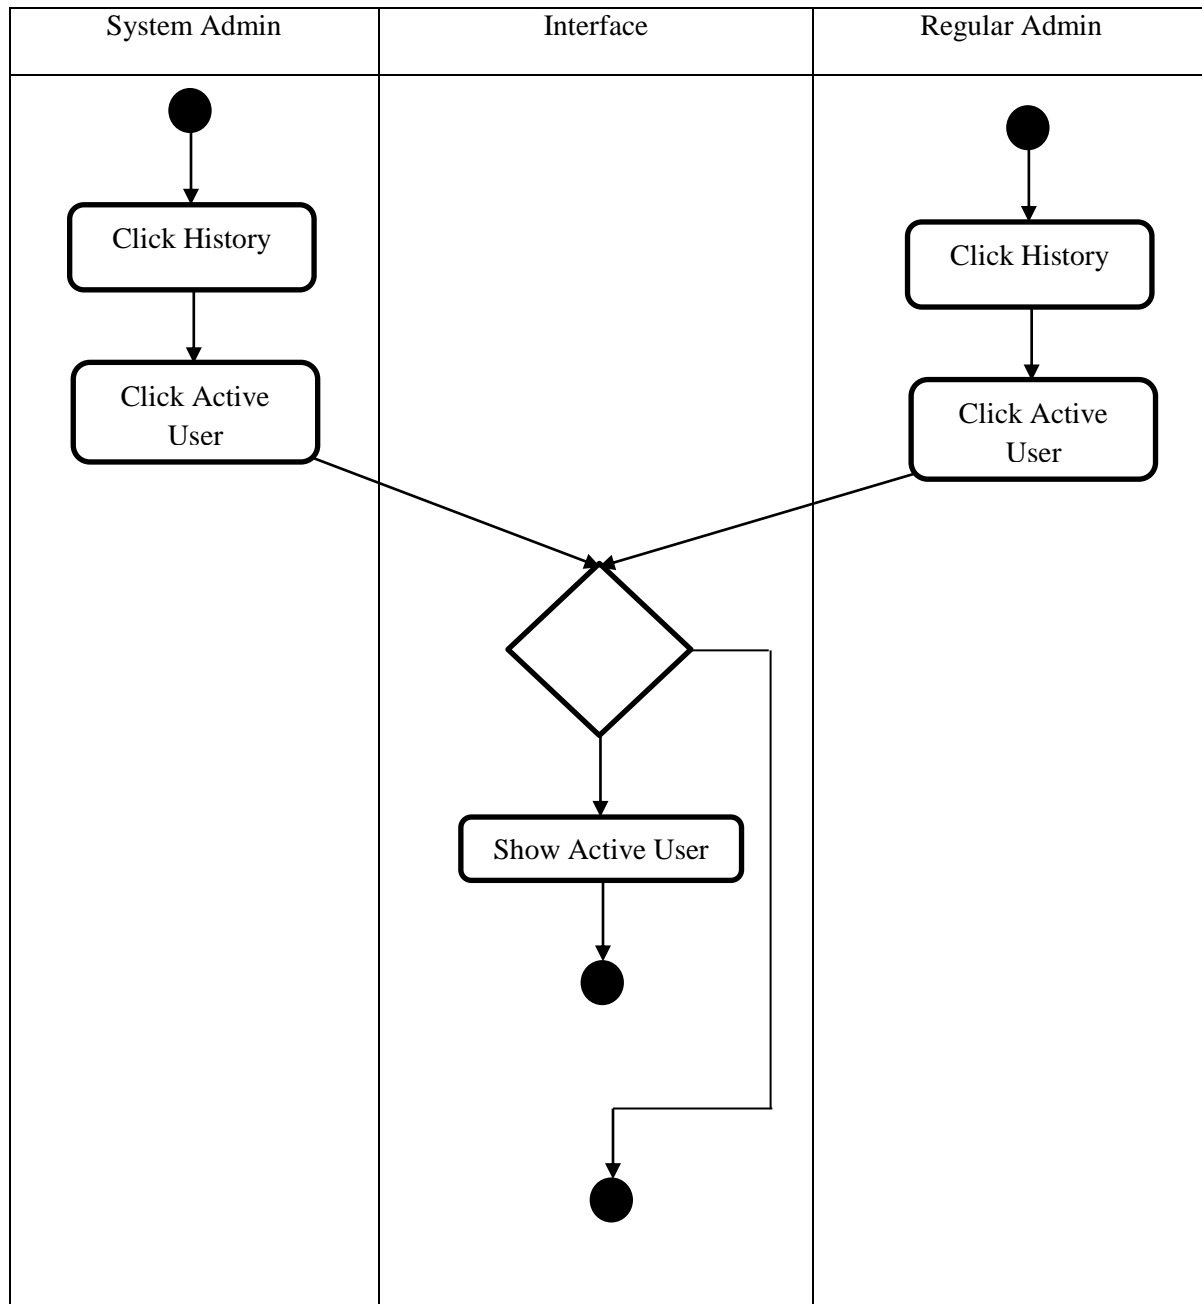 System Admin
Interface
Regular Admin
Click History
Click Active
User
Click History
Click Active
User
Show Active User